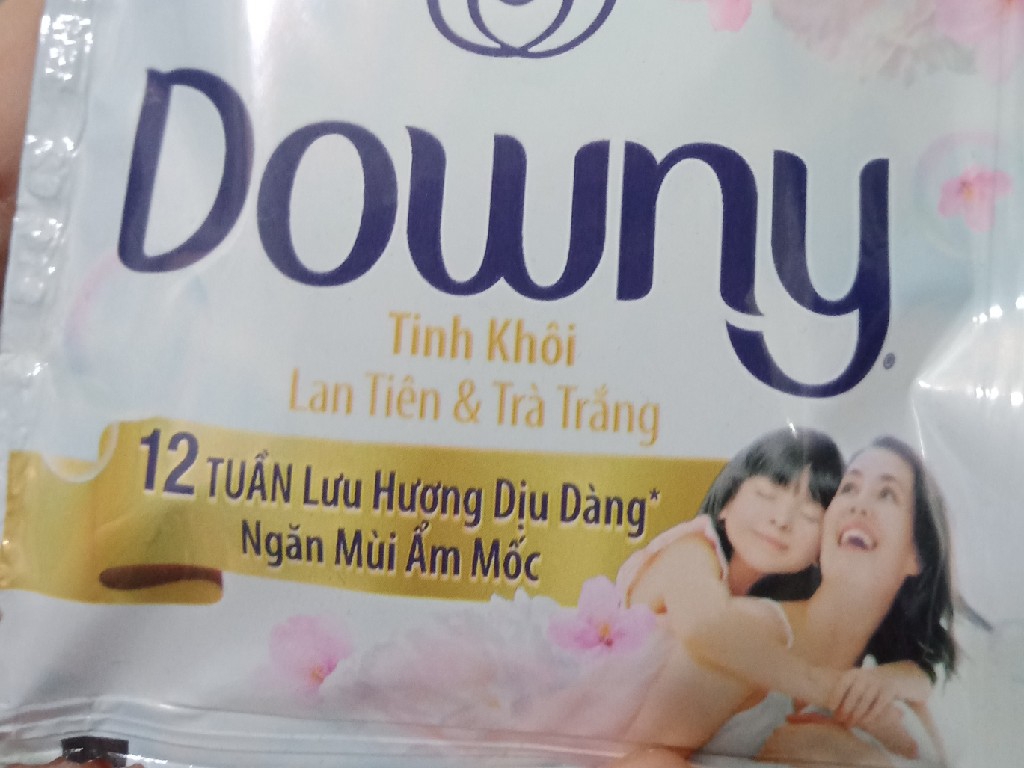 Downy®
Tinh Khôi
Lan Tiên & Trà Trắng
12 TUẦN Lưu Hương Dịu Dàng*
Ngăn Mùi Ẩm Mốc